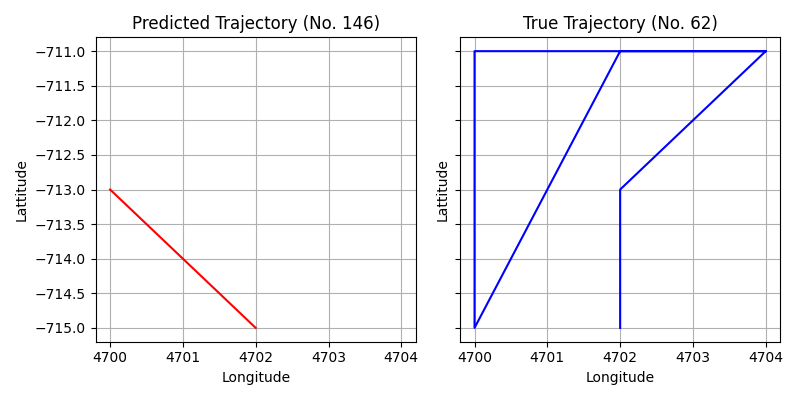 Predicted Trajectory (No. 146)
−711.0
−711.5
−712.0
−712.5
−713.0
−713.5
−714.0
−714.5
−715.0
Lattitude
4700 4701 4702 4703 4704
Longitude
True Trajectory (No. 62)
Lattitude
4700 4701 4702 4703 4704
Longitude